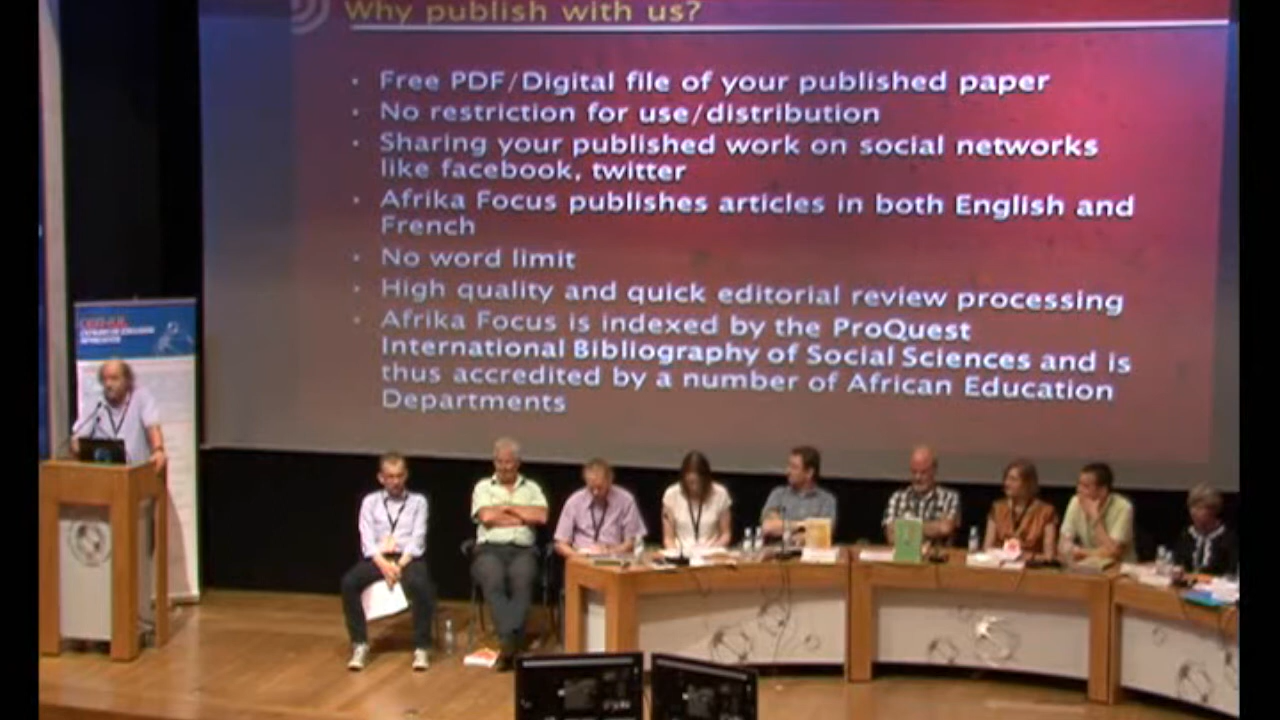 Why publish with us?
· Free PDF/Digital file of your published paper
· No restriction for use/distribution
· Sharing your published work on social networks
like facebook, twitter
· Afrika Focus publishes articles in both English and
French
· No word limit
· High quality and quick editorial review processing
· Afrika Focus is indexed by the ProQuest
International Bibliography of Social Sciences and is
thus accredited by a number of African Education
Departments